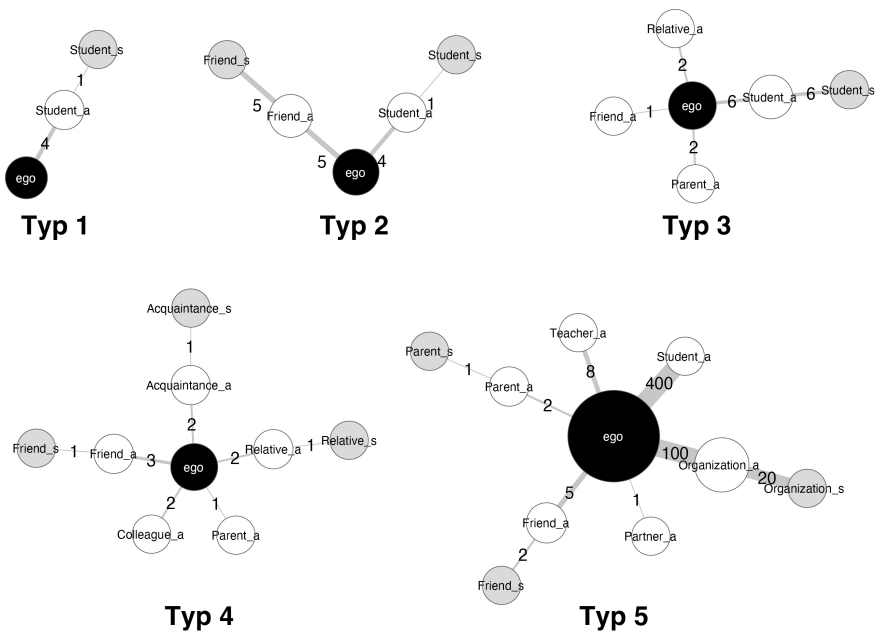 Student_s
1
Student_a
4
ego
Typ 1
Friend_s
Student_s
5
1
Friend_a
Student_a
5
4
ego
Typ 2
Relative_a
2
Friend_a
1
ego
6
Student_a
6
Student_s
2
Parent_a
Typ 3
Acquaintance_s
1
Acquaintance_a
2
Friend_s
1
Friend_a
3
ego
2
Relative_a
1
Relative_s
2
1
Colleague_a
Parent_a
Typ 4
Teacher_a
Parent_s
Student_a
1
8
400
Parent_a
2
ego
100
Organization_a
20
Organization_s
5
1
Friend_a
Partner_a
2
Friend_s
Typ 5